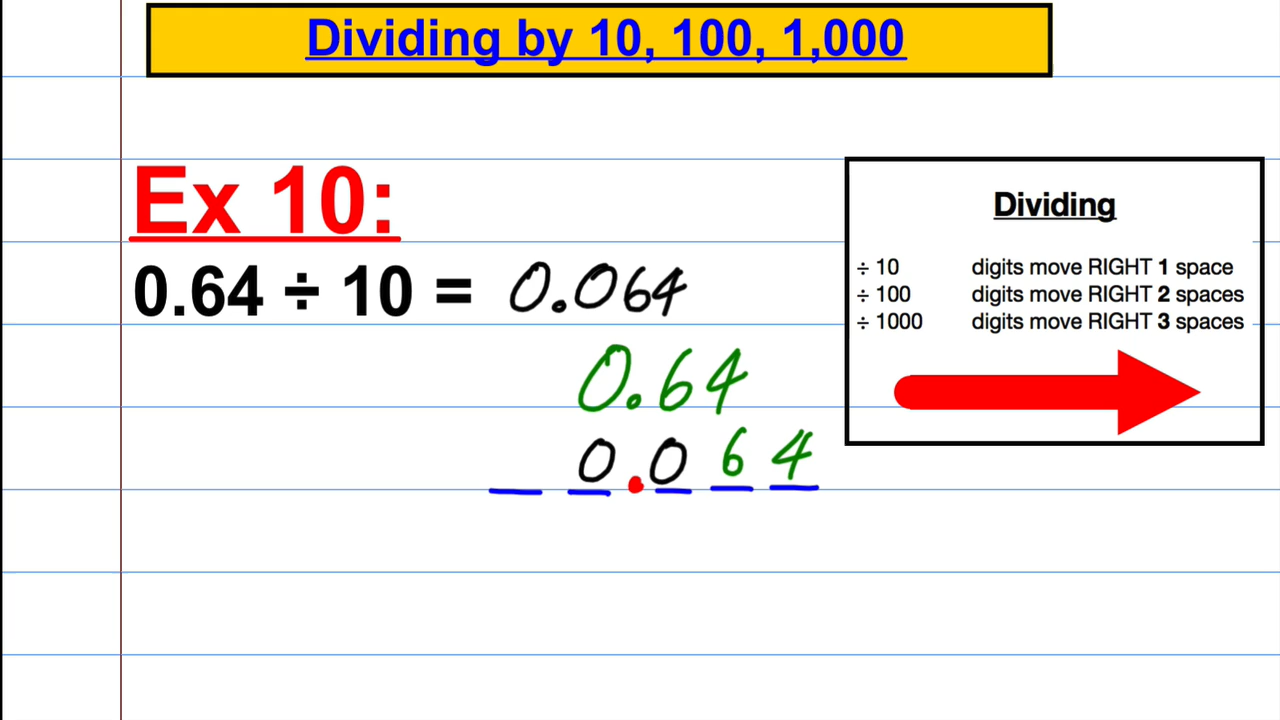 Dividing by 10, 100, 1,000
Ex 10:
0.64 ÷ 10 = 0.064
0.64
0.064
Dividing
÷ 10 digits move RIGHT 1 space
÷ 100 digits move RIGHT 2 spaces
÷ 1000 digits move RIGHT 3 spaces